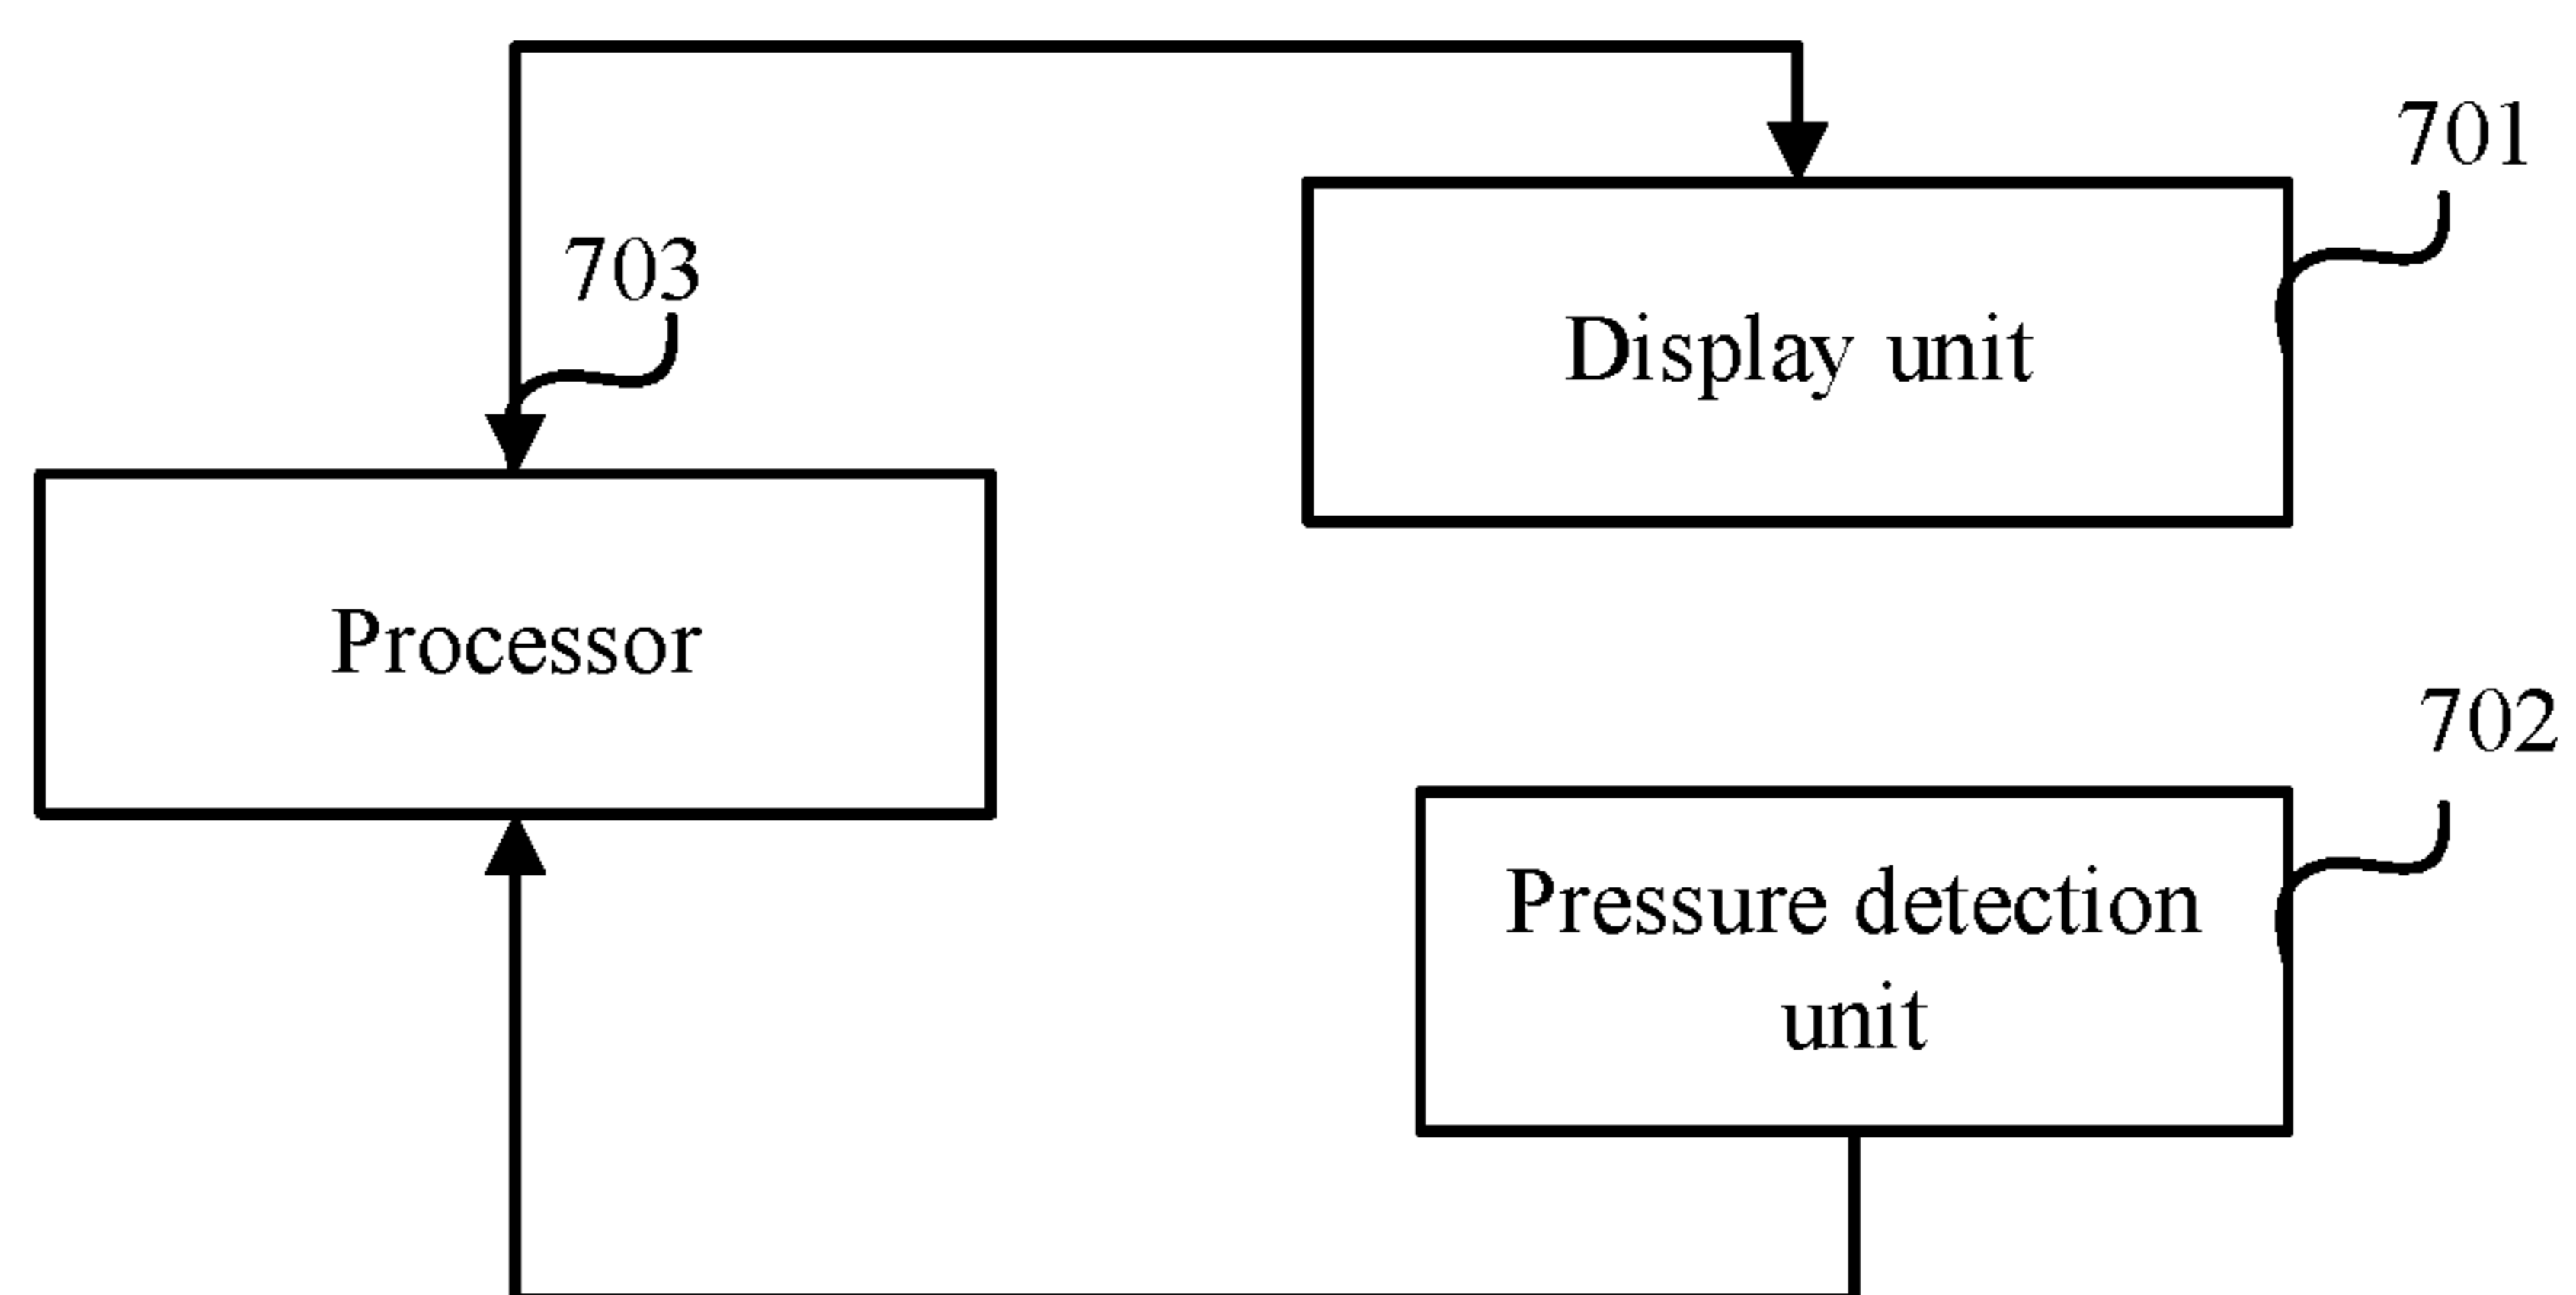 701
703
Display unit
Processor
702
Pressure detection
unit